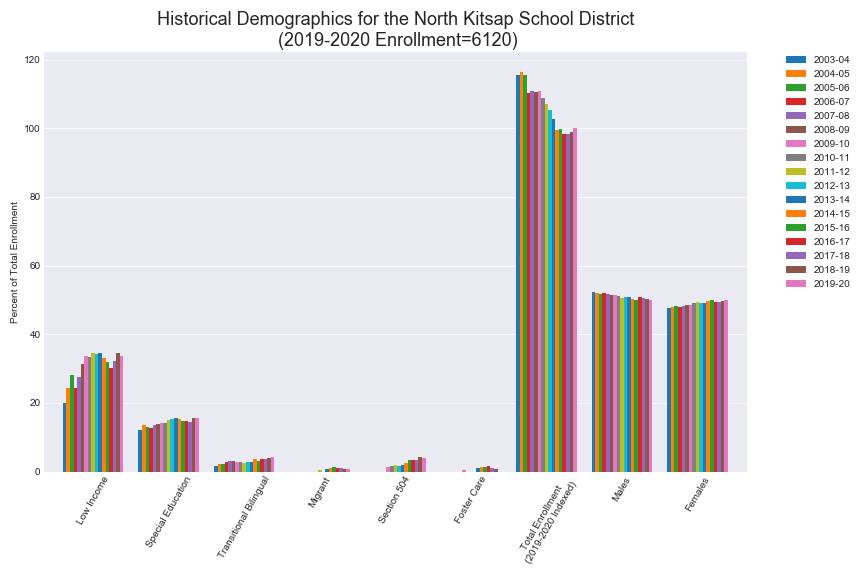 Historical Demographics for the North Kitsap School District
(2019-2020 Enrollment=6120)
120
100
80
60
40
20
0
Percent of Total Enrollment
Low Income
Special Education
Transitional Bilingual
Migrant
Section 504
Foster Care
Total Enrollment
(2019-2020 Indexed)
Males
Females
2003-04
2004-05
2005-06
2006-07
2007-08
2008-09
2009-10
2010-11
2011-12
2012-13
2013-14
2014-15
2015-16
2016-17
2017-18
2018-19
2019-20